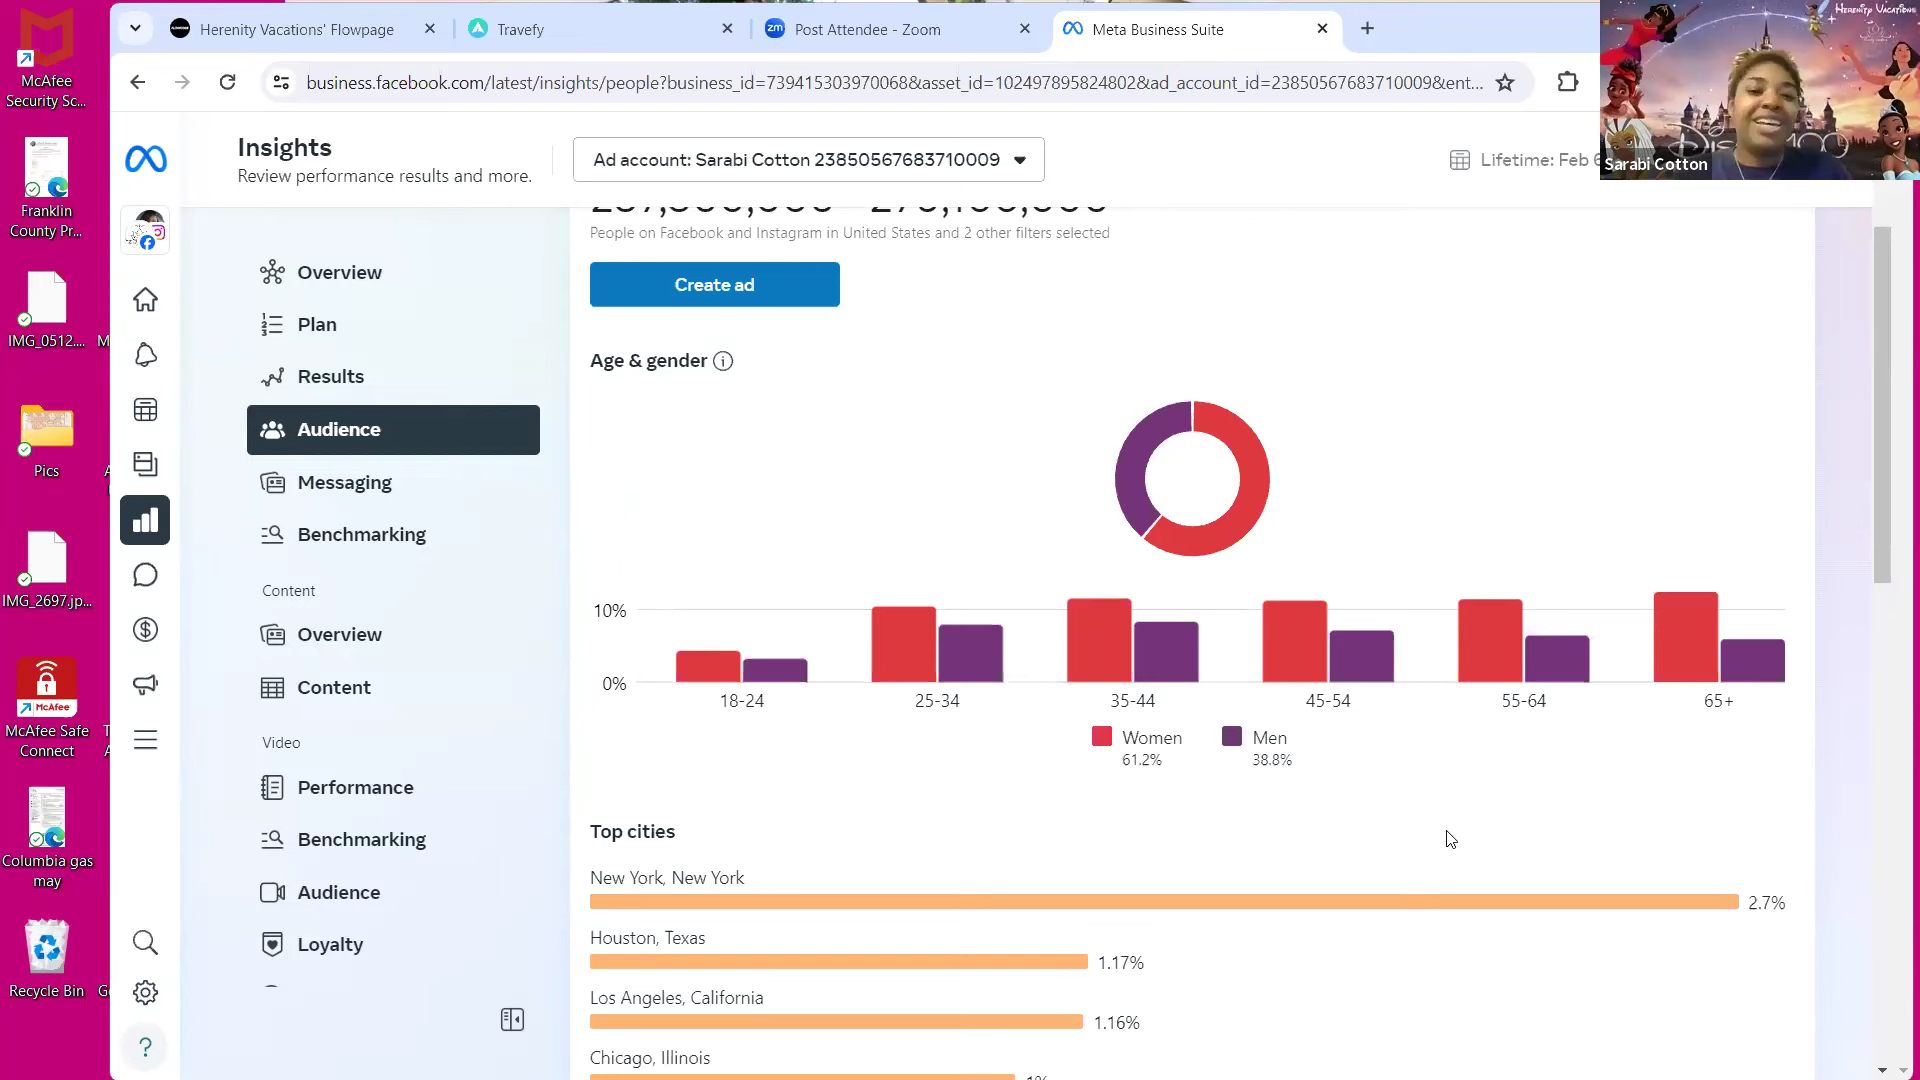 McAfee
Security Sc...
Franklin
County Pr...
IMG_0512....
Pics
IMG_2697.jp...
McAfee
McAfee Safe
Connect
Columbia gas
may
Recycle Bin
Herenity Vacations' Flowpage
Travefy
zm
Post Attendee - Zoom
Meta Business Suite
business.facebook.com/latest/insights/people?business_id=739415303970068&asset_id=102497895824802&ad_account_id=23850567683710009&ent...
Herenity Vacations
Disney100
Sarabi Cotton
Insights
Review performance results and more.
Ad account: Sarabi Cotton 23850567683710009
Lifetime: Feb
Overview
Plan
Results
Audience
Messaging
Benchmarking
Content
Overview
Content
Video
Performance
Benchmarking
Audience
Loyalty
People on Facebook and Instagram in United States and 2 other filters selected
Create ad
Age & gender
10%
0%
18-24
25-34
35-44
45-54
55-64
65+
Women
61.2%
Men
38.8%
Top cities
New York, New York
2.7%
Houston, Texas
1.17%
Los Angeles, California
1.16%
Chicago, Illinois
1%